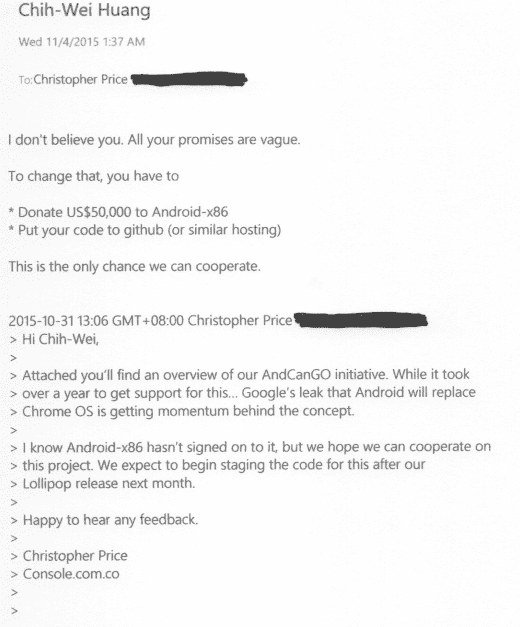 Chih-Wei Huang
Wed 11/4/2015 1:37 AM
To:Christopher Price
I don't believe you. All your promises are vague.
To change that, you have to
* Donate US$50,000 to Android-x86
* Put your code to github (or similar hosting)
This is the only chance we can cooperate.
2015-10-31 13:06 GMT+08:00 Christopher Price
> Hi Chih-Wei,
>
> Attached you'll find an overview of our AndCanGO initiative. While it took
> over a year to get support for this... Google's leak that Android will replace
> Chrome OS is getting momentum behind the concept.
>
> I know Android-x86 hasn't signed on to it, but we hope we can cooperate on
> this project. We expect to begin staging the code for this after our
> Lollipop release next month.
>
> Happy to hear any feedback.
>
> Christopher Price
> Console.com.co
>
>